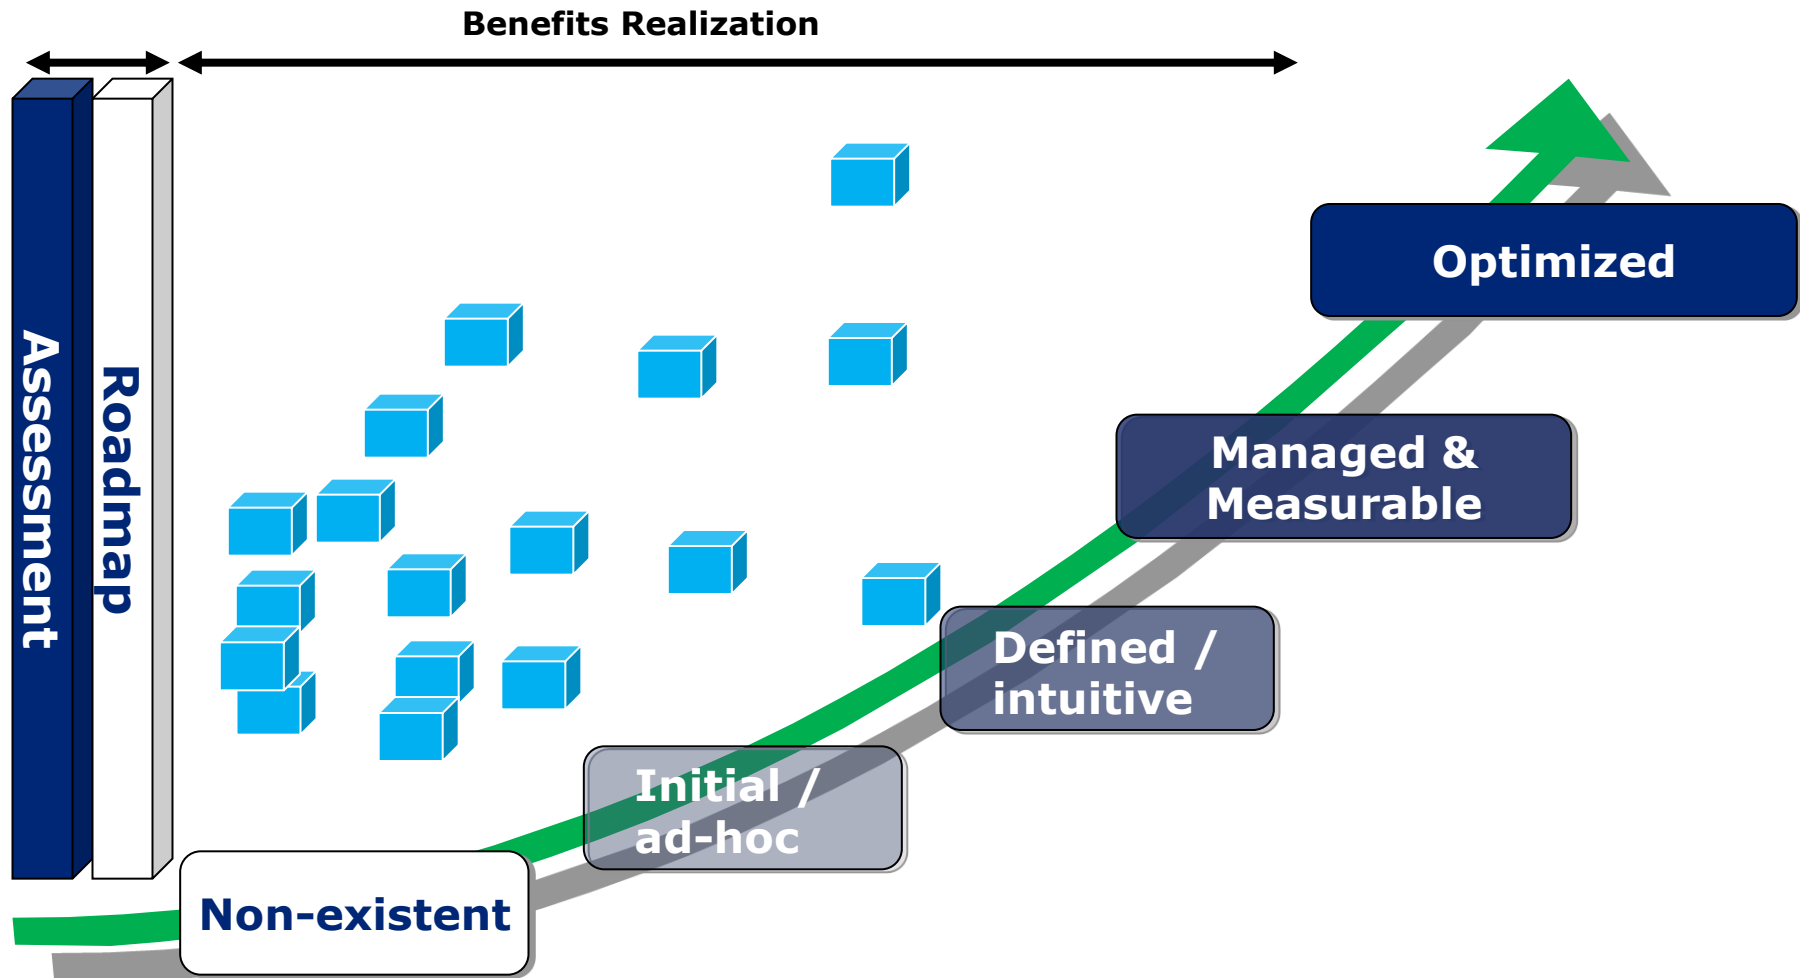 Benefits Realization
Assessment
Roadmap
Optimized
Managed &
Measurable
Defined /
intuitive
Initial /
ad-hoc
Non-existent